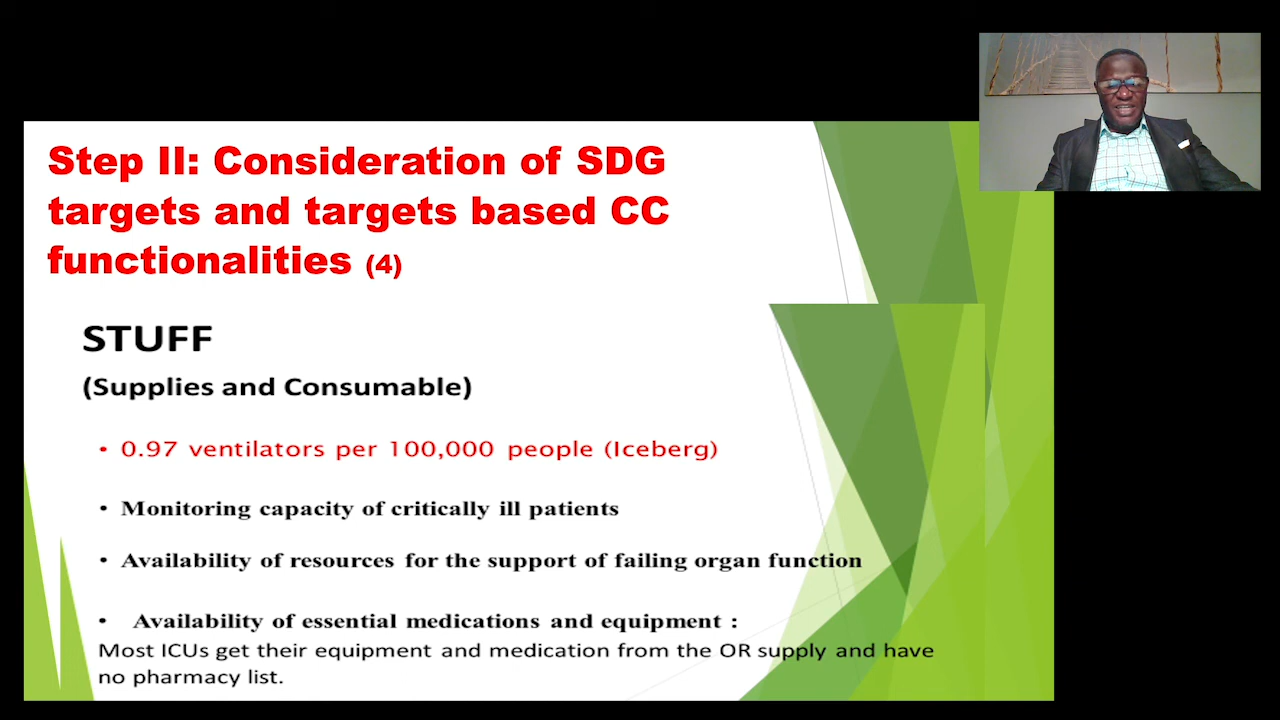 Step II: Consideration of SDG
targets and targets based CC
functionalities (4)
STUFF
(Supplies and Consumable)
• 0.97 ventilators per 100,000 people (Iceberg)
• Monitoring capacity of critically ill patients
• Availability of resources for the support of failing organ function
• Availability of essential medications and equipment :
Most ICUs get their equipment and medication from the OR supply and have
no pharmacy list.